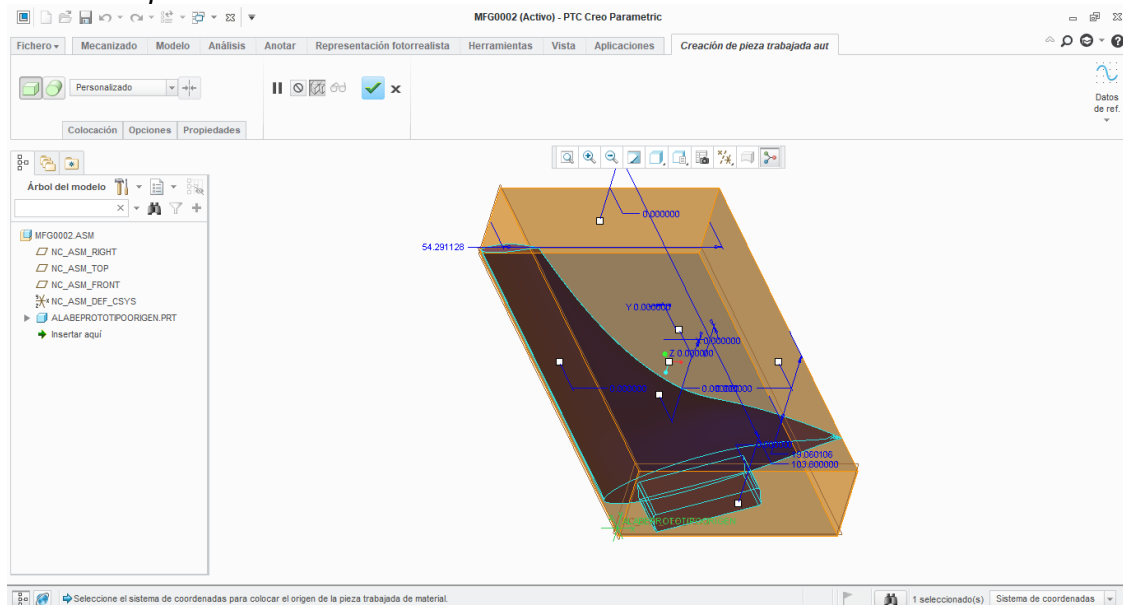 MFG0002 (Activo) - PTC Creo Parametric
Fichero Mecanizado Modelo Análisis Anotar Representación fotorrealista Herramientas Vista Aplicaciones Creación de pieza trabajada aut
Personalizado
Datos
de ref.
Colocación Opciones Propiedades
Árbol del modelo
MFG0002.ASM
NC_ASM_RIGHT
NC_ASM_TOP
NC_ASM_FRONT
NC_ASM_DEF_CSYS
ALABEPROTOTIPOORIGEN.PRT
Insertar aquí
0.000000
54.291128
Y 0.000000
0.000000
Z 0.000000
0.000000
19.060106
103.800000
Seleccione el sistema de coordenadas para colocar el origen de la pieza trabajada de material.
1 seleccionado(s) Sistema de coordenadas